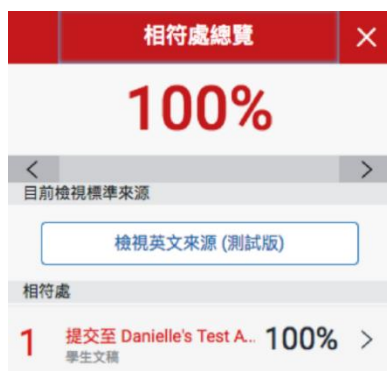 相符處總覽
100%
目前檢視標準來源
檢視英文來源 (測試版)
相符處
1 提交至 Danielle's Test A... 100%
學生文稿